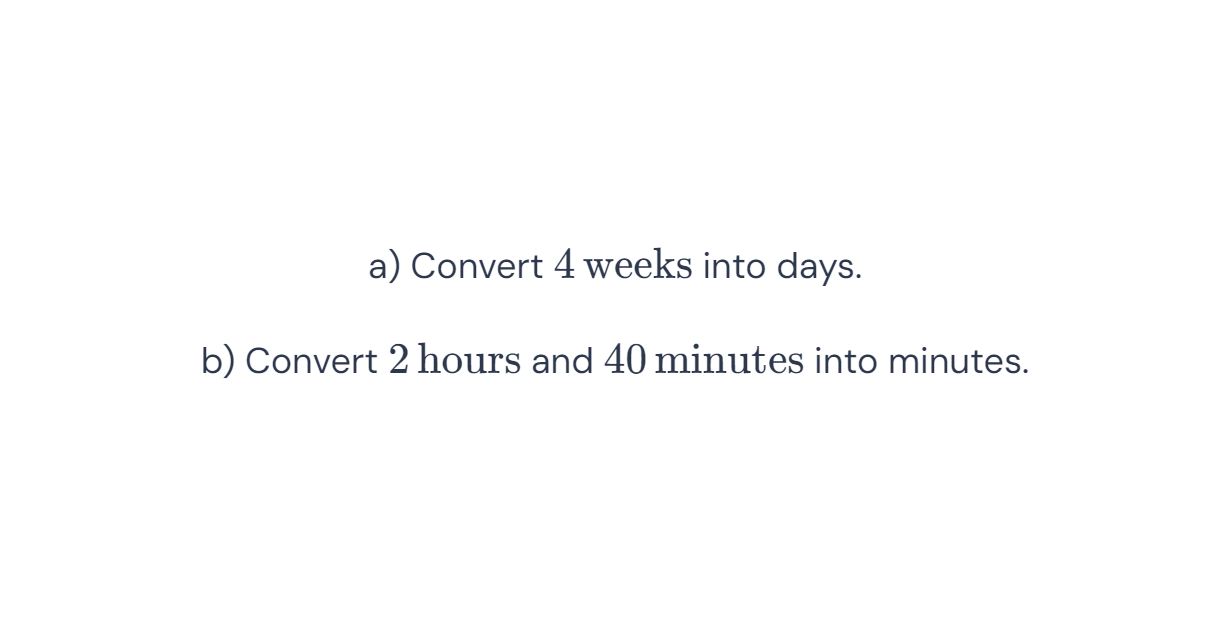 a) Convert 4 weeks into days.
b) Convert 2 hours and 40 minutes into minutes.